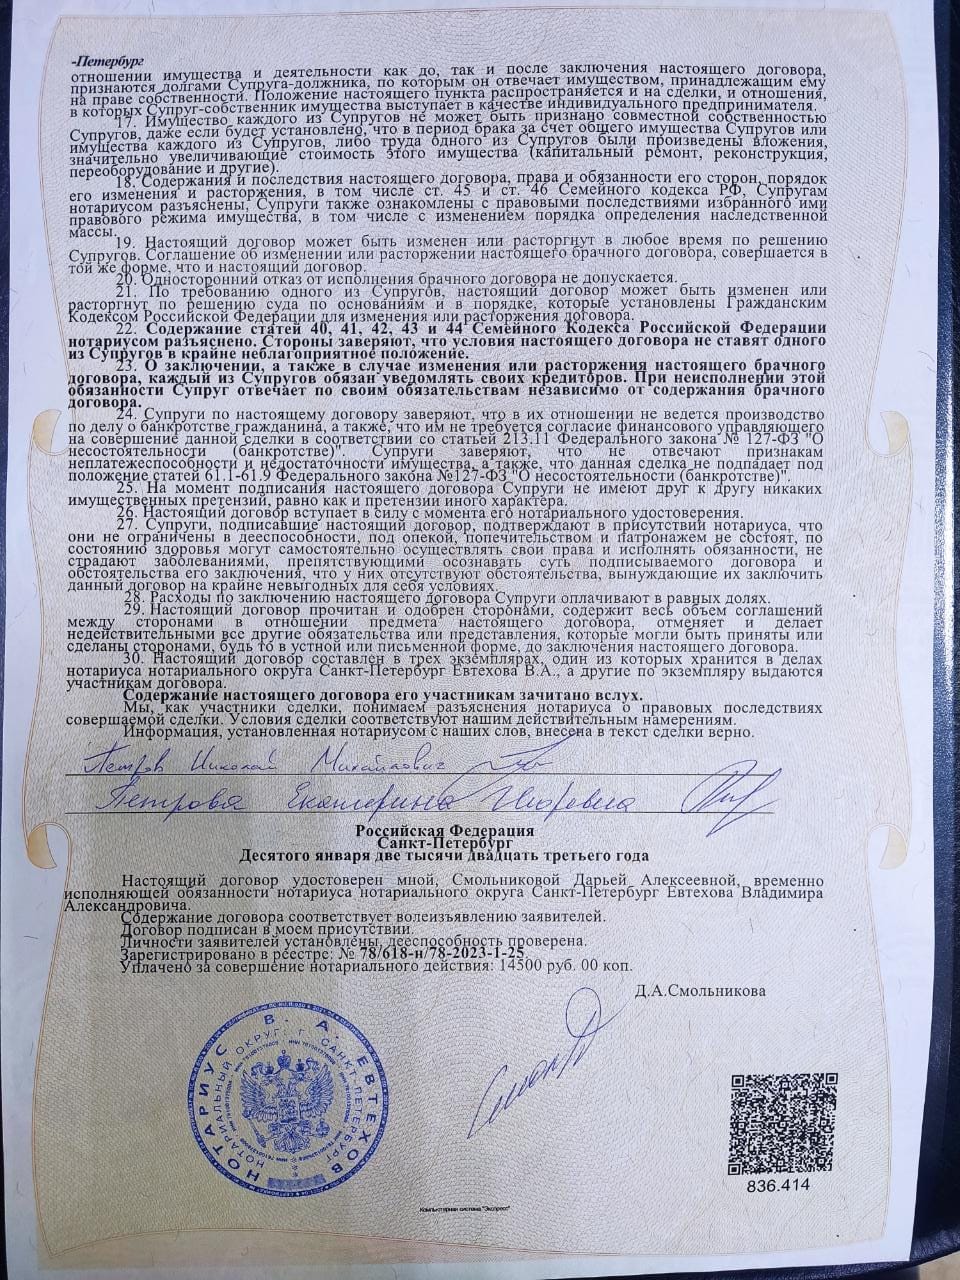 -Петербург
отношении имущества и деятельности как до, так и после заключения настоящего договора,
признаются долгами Супруга-должника, по которым он отвечает имуществом, принадлежащим ему
на праве собственности. Положение настоящего пункта распространяется и на сделки, и отношения,
в которых Супруг-собственник имущества выступает в качестве индивидуального предпринимателя.
17. Имущество каждого из Супругов не может быть признано совместной собственностью
Супругов, даже если будет установлено, что в период брака за счет общего имущества Супругов или
имущества каждого из Супругов, либо труда одного из Супругов были произведены вложения,
значительно увеличивающие стоимость этого имущества (капитальный ремонт, реконструкция,
переоборудование и другие).
18. Содержания и последствия настоящего договора, права и обязанности его сторон, порядок
его изменения и расторжения, в том числе ст. 45 и ст. 46 Семейного кодекса РФ, Супругам
нотариусом разъяснены, Супруги также ознакомлены с правовыми последствиями избранного ими
правового режима имущества, в том числе с изменением порядка определения наследственной
массы.
19. Настоящий договор может быть изменен или расторгнут в любое время по решению
Супругов. Соглашение об изменении или расторжении настоящего брачного договора, совершается в
той же форме, что и настоящий договор.
20. Односторонний отказ от исполнения брачного договора не допускается.
21. По требованию одного из Супругов, настоящий договор может быть изменен или
расторгнут по решению суда по основаниям и в порядке, которые установлены Гражданским
Кодексом Российской Федерации для изменения или расторжения договора.
22. Содержание статей 40, 41, 42, 43 и 44 Семейного Кодекса Российской Федерации
нотариусом разъяснено. Стороны заверяют, что условия настоящего договора не ставят одного
из Супругов в крайне неблагоприятное положение.
23. О заключении, а также в случае изменения или расторжения настоящего брачного
договора, каждый из Супругов обязан уведомлять своих кредиторов. При неисполнении этой
обязанности Супруг отвечает по своим обязательствам независимо от содержания брачного
договора.
24. Супруги по настоящему договору заверяют, что в их отношении не ведется производство
по делу о банкротстве гражданина, а также, что им не требуется согласие финансового управляющего
на совершение данной сделки в соответствии со статьей 213.11 Федерального закона № 127-ФЗ "О
несостоятельности (банкротстве)". Супруги заверяют, что не отвечают признакам
неплатежеспособности и недостаточности имущества, а также, что данная сделка не подпадает под
положение статей 61.1-61.9 Федерального закона №127-ФЗ "О несостоятельности (банкротстве)".
25. На момент подписания настоящего договора Супруги не имеют друг к другу никаких
имущественных претензий, равно как и претензии иного характера.
26. Настоящий договор вступает в силу с момента его нотариального удостоверения.
27. Супруги, подписавшие настоящий договор, подтверждают в присутствии нотариуса, что
они не ограничены в дееспособности, под опекой, попечительством и патронажем не состоят, по
состоянию здоровья могут самостоятельно осуществлять свои права и исполнять обязанности, не
страдают заболеваниями, препятствующими осознавать суть подписываемого договора и
обстоятельства его заключения, что у них отсутствуют обстоятельства, вынуждающие их заключить
данный договор на крайне невыгодных для себя условиях.
28. Расходы по заключению настоящего договора Супруги оплачивают в равных долях.
29. Настоящий договор прочитан и одобрен сторонами, содержит весь объем соглашений
между сторонами в отношении предмета настоящего договора, отменяет и делает
недействительными все другие обязательства или представления, которые могли быть приняты или
сделаны сторонами, будь то в устной или письменной форме, до заключения настоящего договора.
30. Настоящий договор составлен в трех экземплярах, один из которых хранится в делах
нотариуса нотариального округа Санкт-Петербург Евтехова В.А., а другие по экземпляру выдаются
участникам договора.
Содержание настоящего договора его участникам зачитано вслух.
Мы, как участники сделки, понимаем разъяснения нотариуса о правовых последствиях
совершаемой сделки. Условия сделки соответствуют нашим действительным намерениям.
Информация, установленная нотариусом с наших слов, внесена в текст сделки верно.
Петров Николай Михайлович
Петрова Екатерина Игоревна
Российская Федерация
Санкт-Петербург
Десятого января две тысячи двадцать третьего года
Настоящий договор удостоверен мной, Смольниковой Дарьей Алексеевной, временно
исполняющей обязанности нотариуса нотариального округа Санкт-Петербург Евтехова Владимира
Александровича.
Содержание договора соответствует волеизъявлению заявителей.
Договор подписан в моем присутствии.
Личности заявителей установлены, дееспособность проверена.
Зарегистрировано в реестре: № 78/618-н/78-2023-1-25.
Уплачено за совершение нотариального действия: 14500 руб. 00 коп.
Д.А.Смольникова
НОТАРИУС В. А. ЕВТЕХОВ
НОТАРИАЛЬНЫЙ ОКРУГ: Г. САНКТ-ПЕТЕРБУРГ
836.414
Компьютерная система "Экспресс"